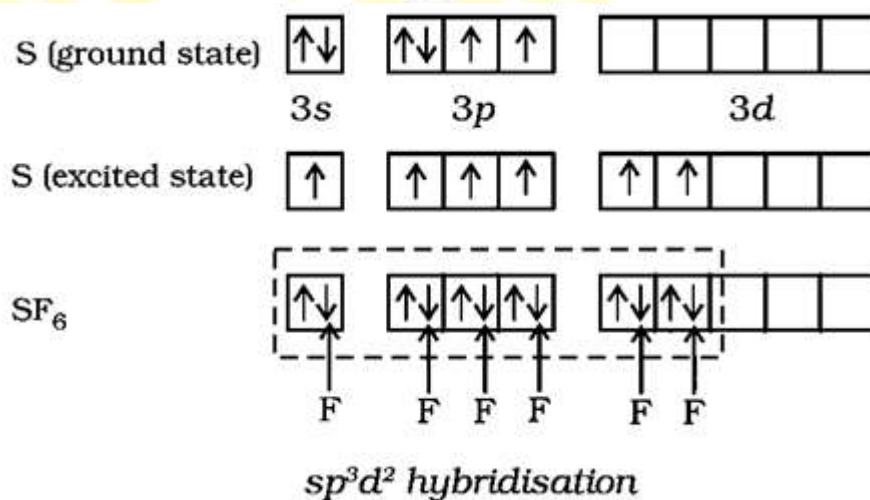 S (ground state)
3s 3p 3d
S (excited state)
SF₆
F F F F F F
sp³d² hybridisation